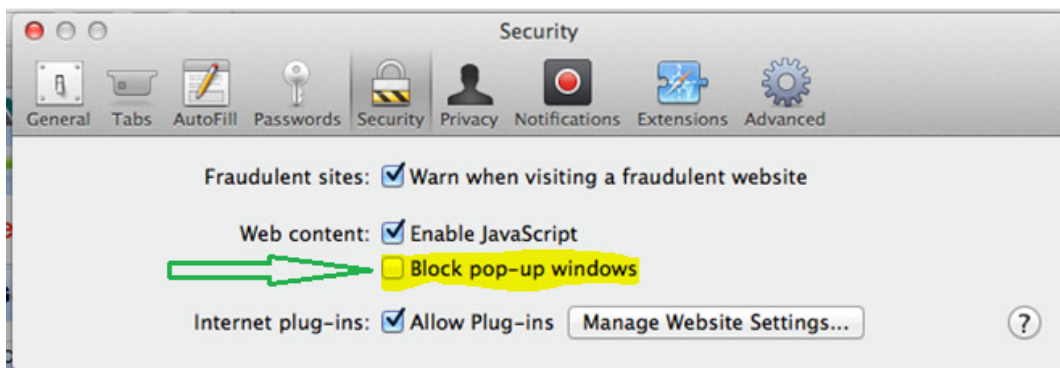 Security
General Tabs AutoFill Passwords Security Privacy Notifications Extensions Advanced
Fraudulent sites: Warn when visiting a fraudulent website
Web content: Enable JavaScript
Block pop-up windows
Internet plug-ins: Allow Plug-ins Manage Website Settings... ?